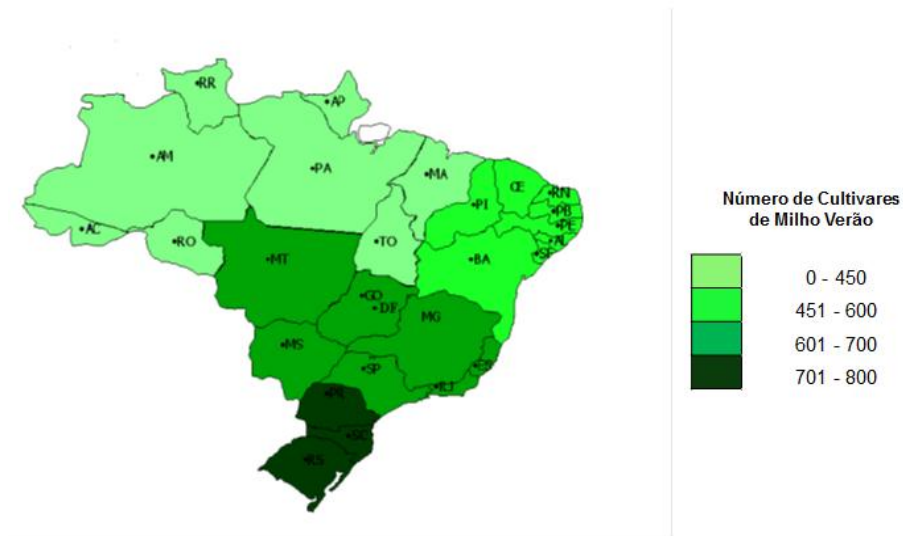 RR
AP
AM
PA
MA
CE
RN
PI
PB
PE
AC
RO
TO
AL
SE
BA
MT
GO
DF
MG
ES
MS
SP
RJ
PR
SC
RS
Número de Cultivares
de Milho Verão
0 - 450
451 - 600
601 - 700
701 - 800